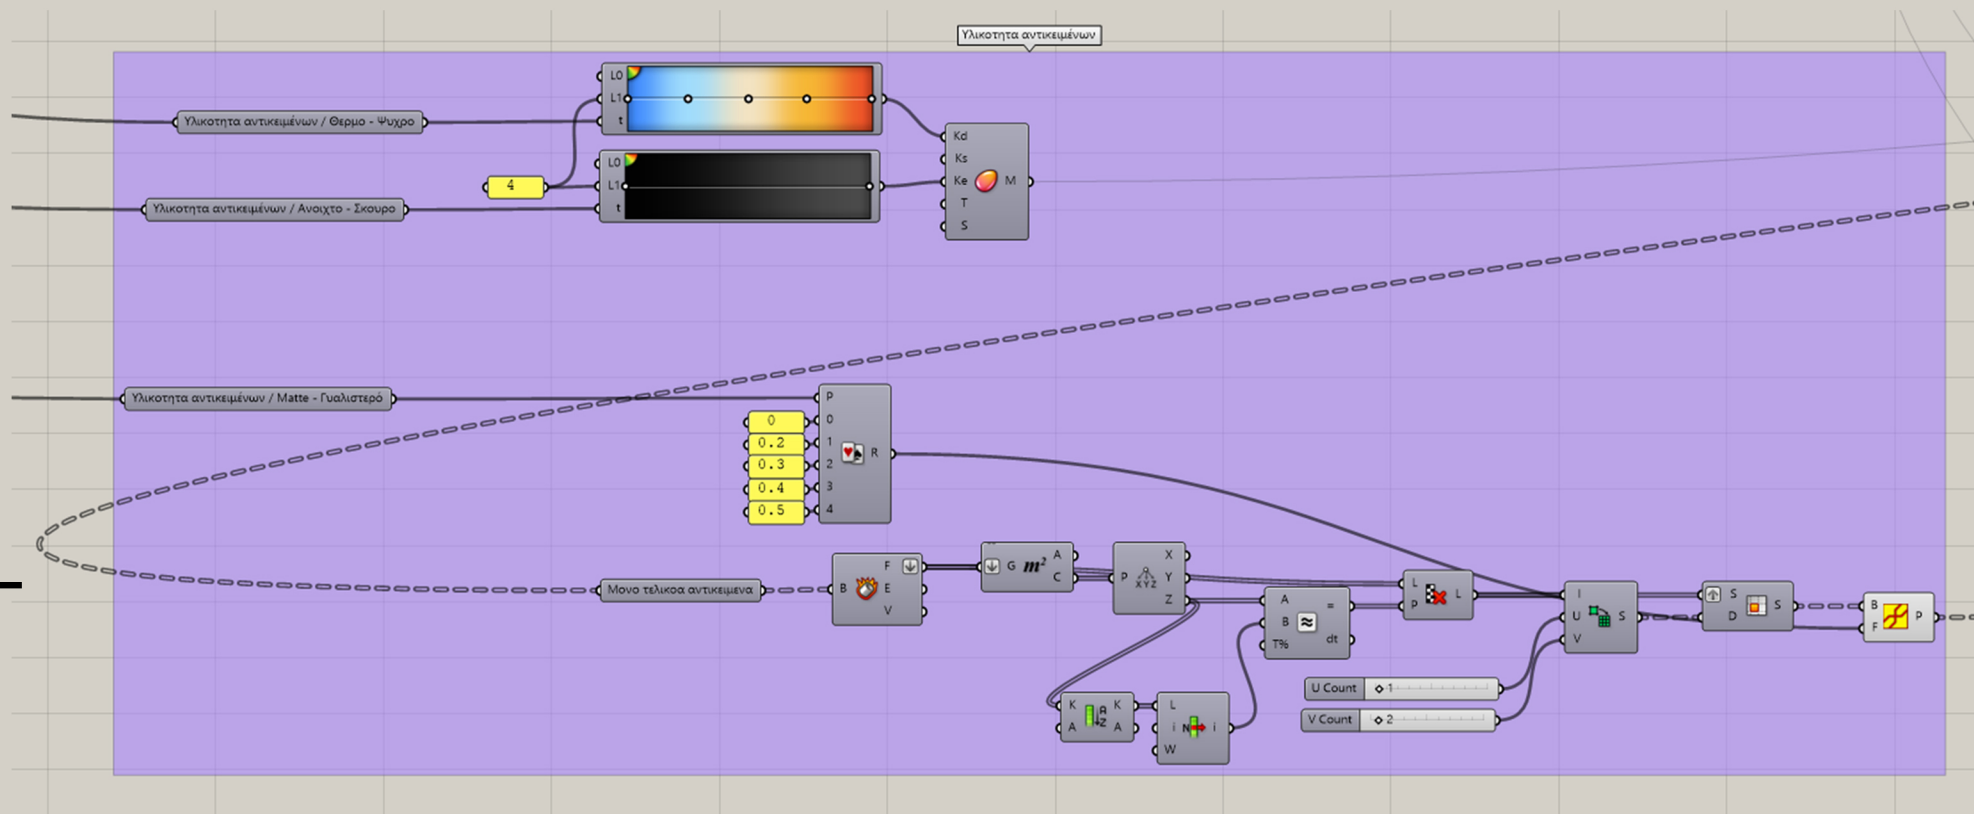 Υλικοτητα αντικειμένων
L0
L1
t
Υλικοτητα αντικειμένων / Θερμο - Ψυχρο
L0
L1
t
4
Υλικοτητα αντικειμένων / Ανοιχτο - Σκουρο
Kd
Ks
Ke M
T
S
Υλικοτητα αντικειμένων / Matte - Γυαλιστερό
P
0 0
0.2 1
0.3 2
0.4 3
0.5 4
R
Μονο τελικοα αντικειμενα
B F
E
V
G m² A
C
P XYZ X
Y
Z
A =
B ≈
T% dt
L L
P
K K
A A
A
Z
L
i N i
W
U Count 1
V Count 2
I
U S
V
S S
D
B P
F